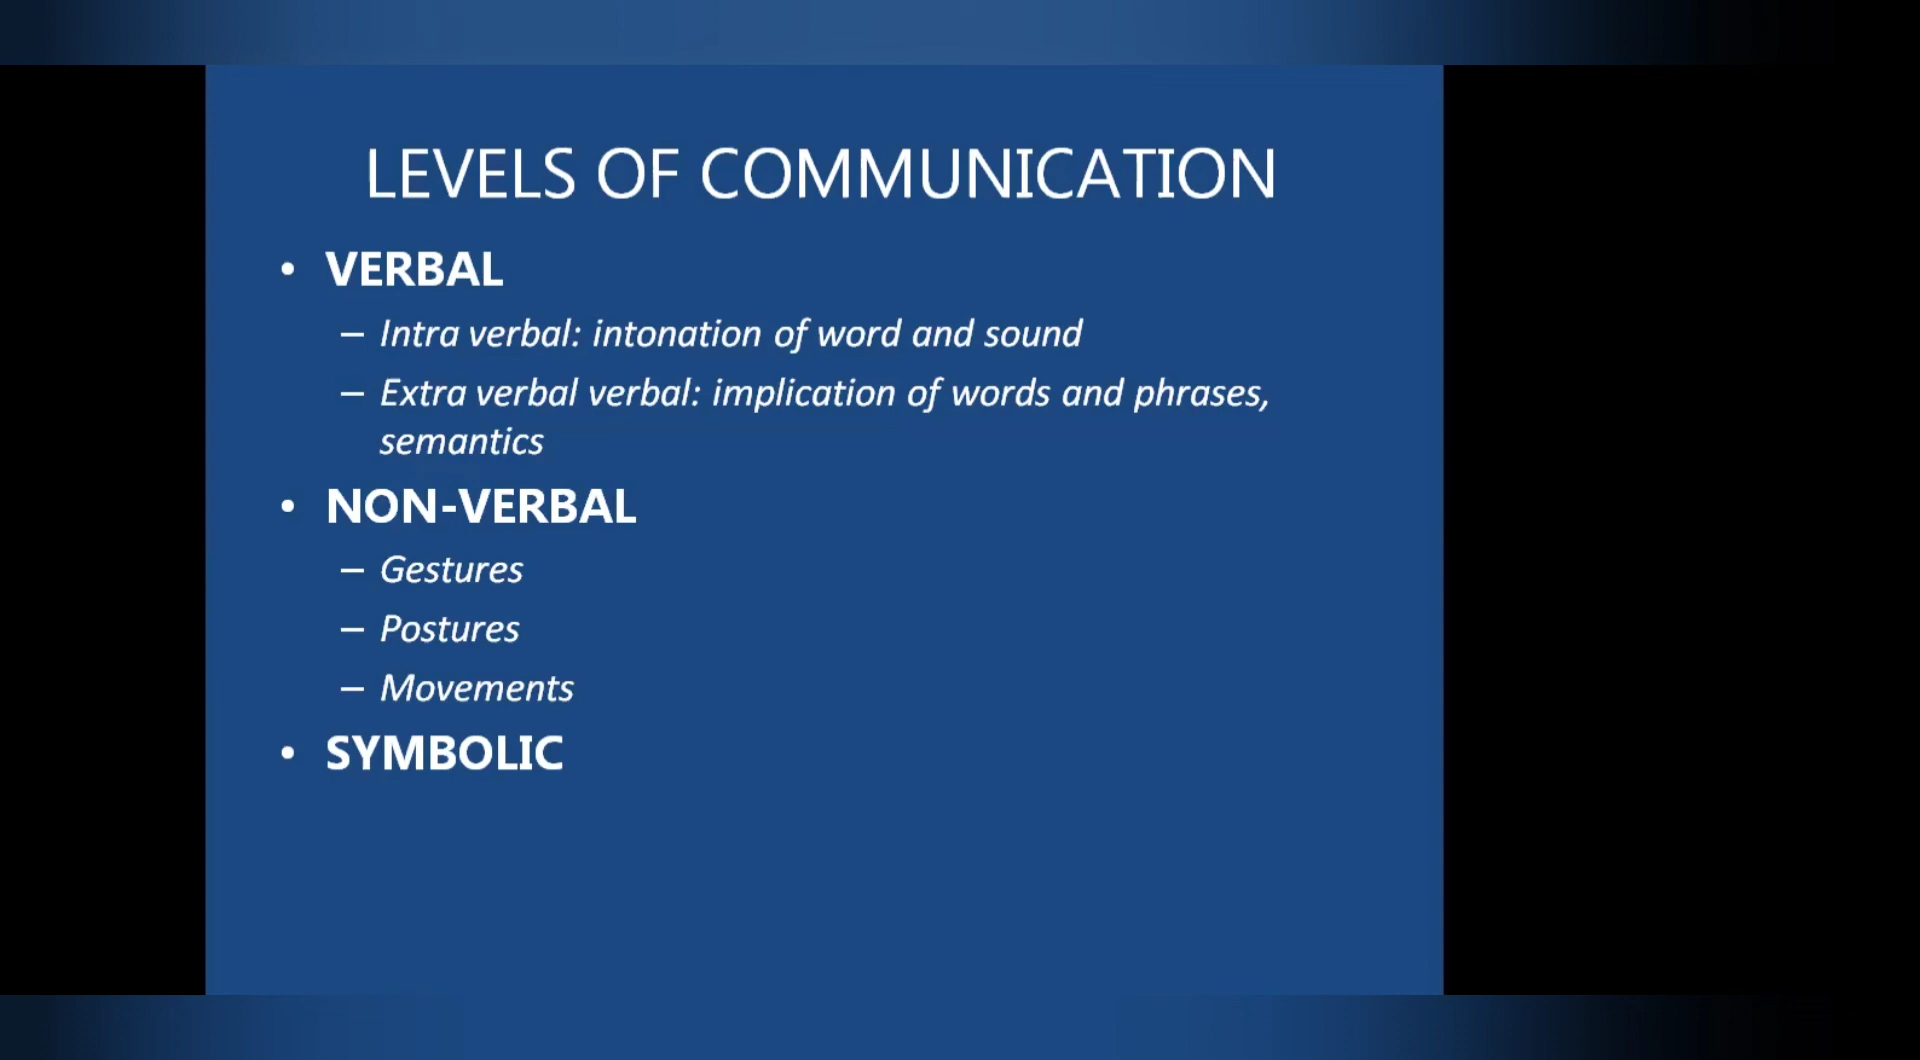 LEVELS OF COMMUNICATION
• VERBAL
– Intra verbal: intonation of word and sound
– Extra verbal verbal: implication of words and phrases,
semantics
• NON-VERBAL
– Gestures
– Postures
– Movements
• SYMBOLIC